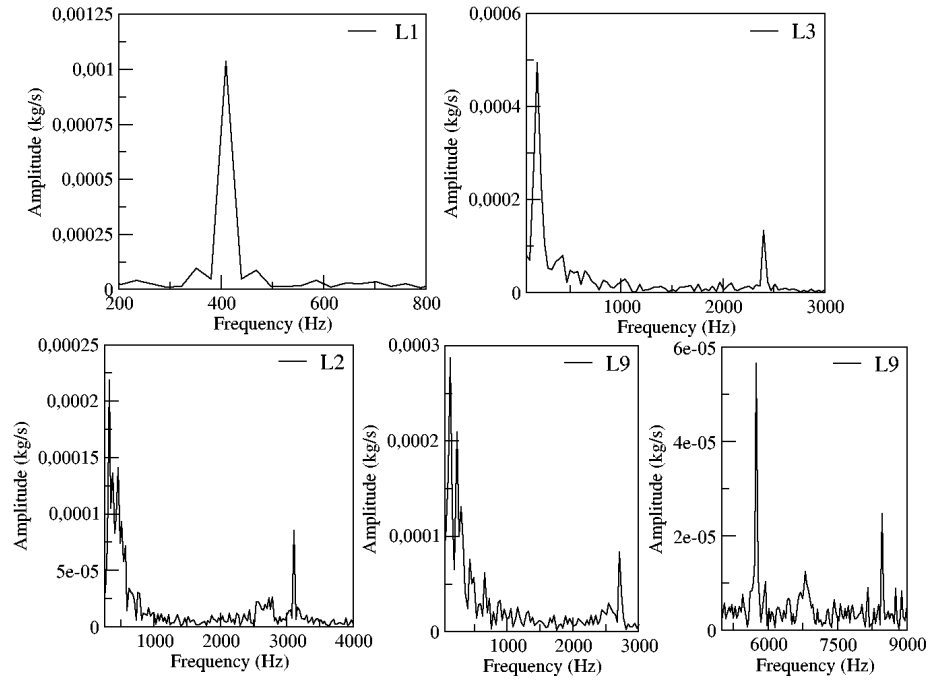 0,00125
0,001
0,00075
0,0005
0,00025
0
Amplitude (kg/s)
L1
200
400
600
800
Frequency (Hz)
0,0006
0,0004
0,0002
0
Amplitude (kg/s)
L3
1000
2000
3000
Frequency (Hz)
0,00025
0,0002
0,00015
0,0001
5e-05
0
Amplitude (kg/s)
L2
1000
2000
3000
4000
Frequency (Hz)
0,0003
0,0002
0,0001
0
Amplitude (kg/s)
L9
1000
2000
3000
Frequency (Hz)
6e-05
4e-05
2e-05
0
Amplitude (kg/s)
L9
6000
7500
9000
Frequency (Hz)